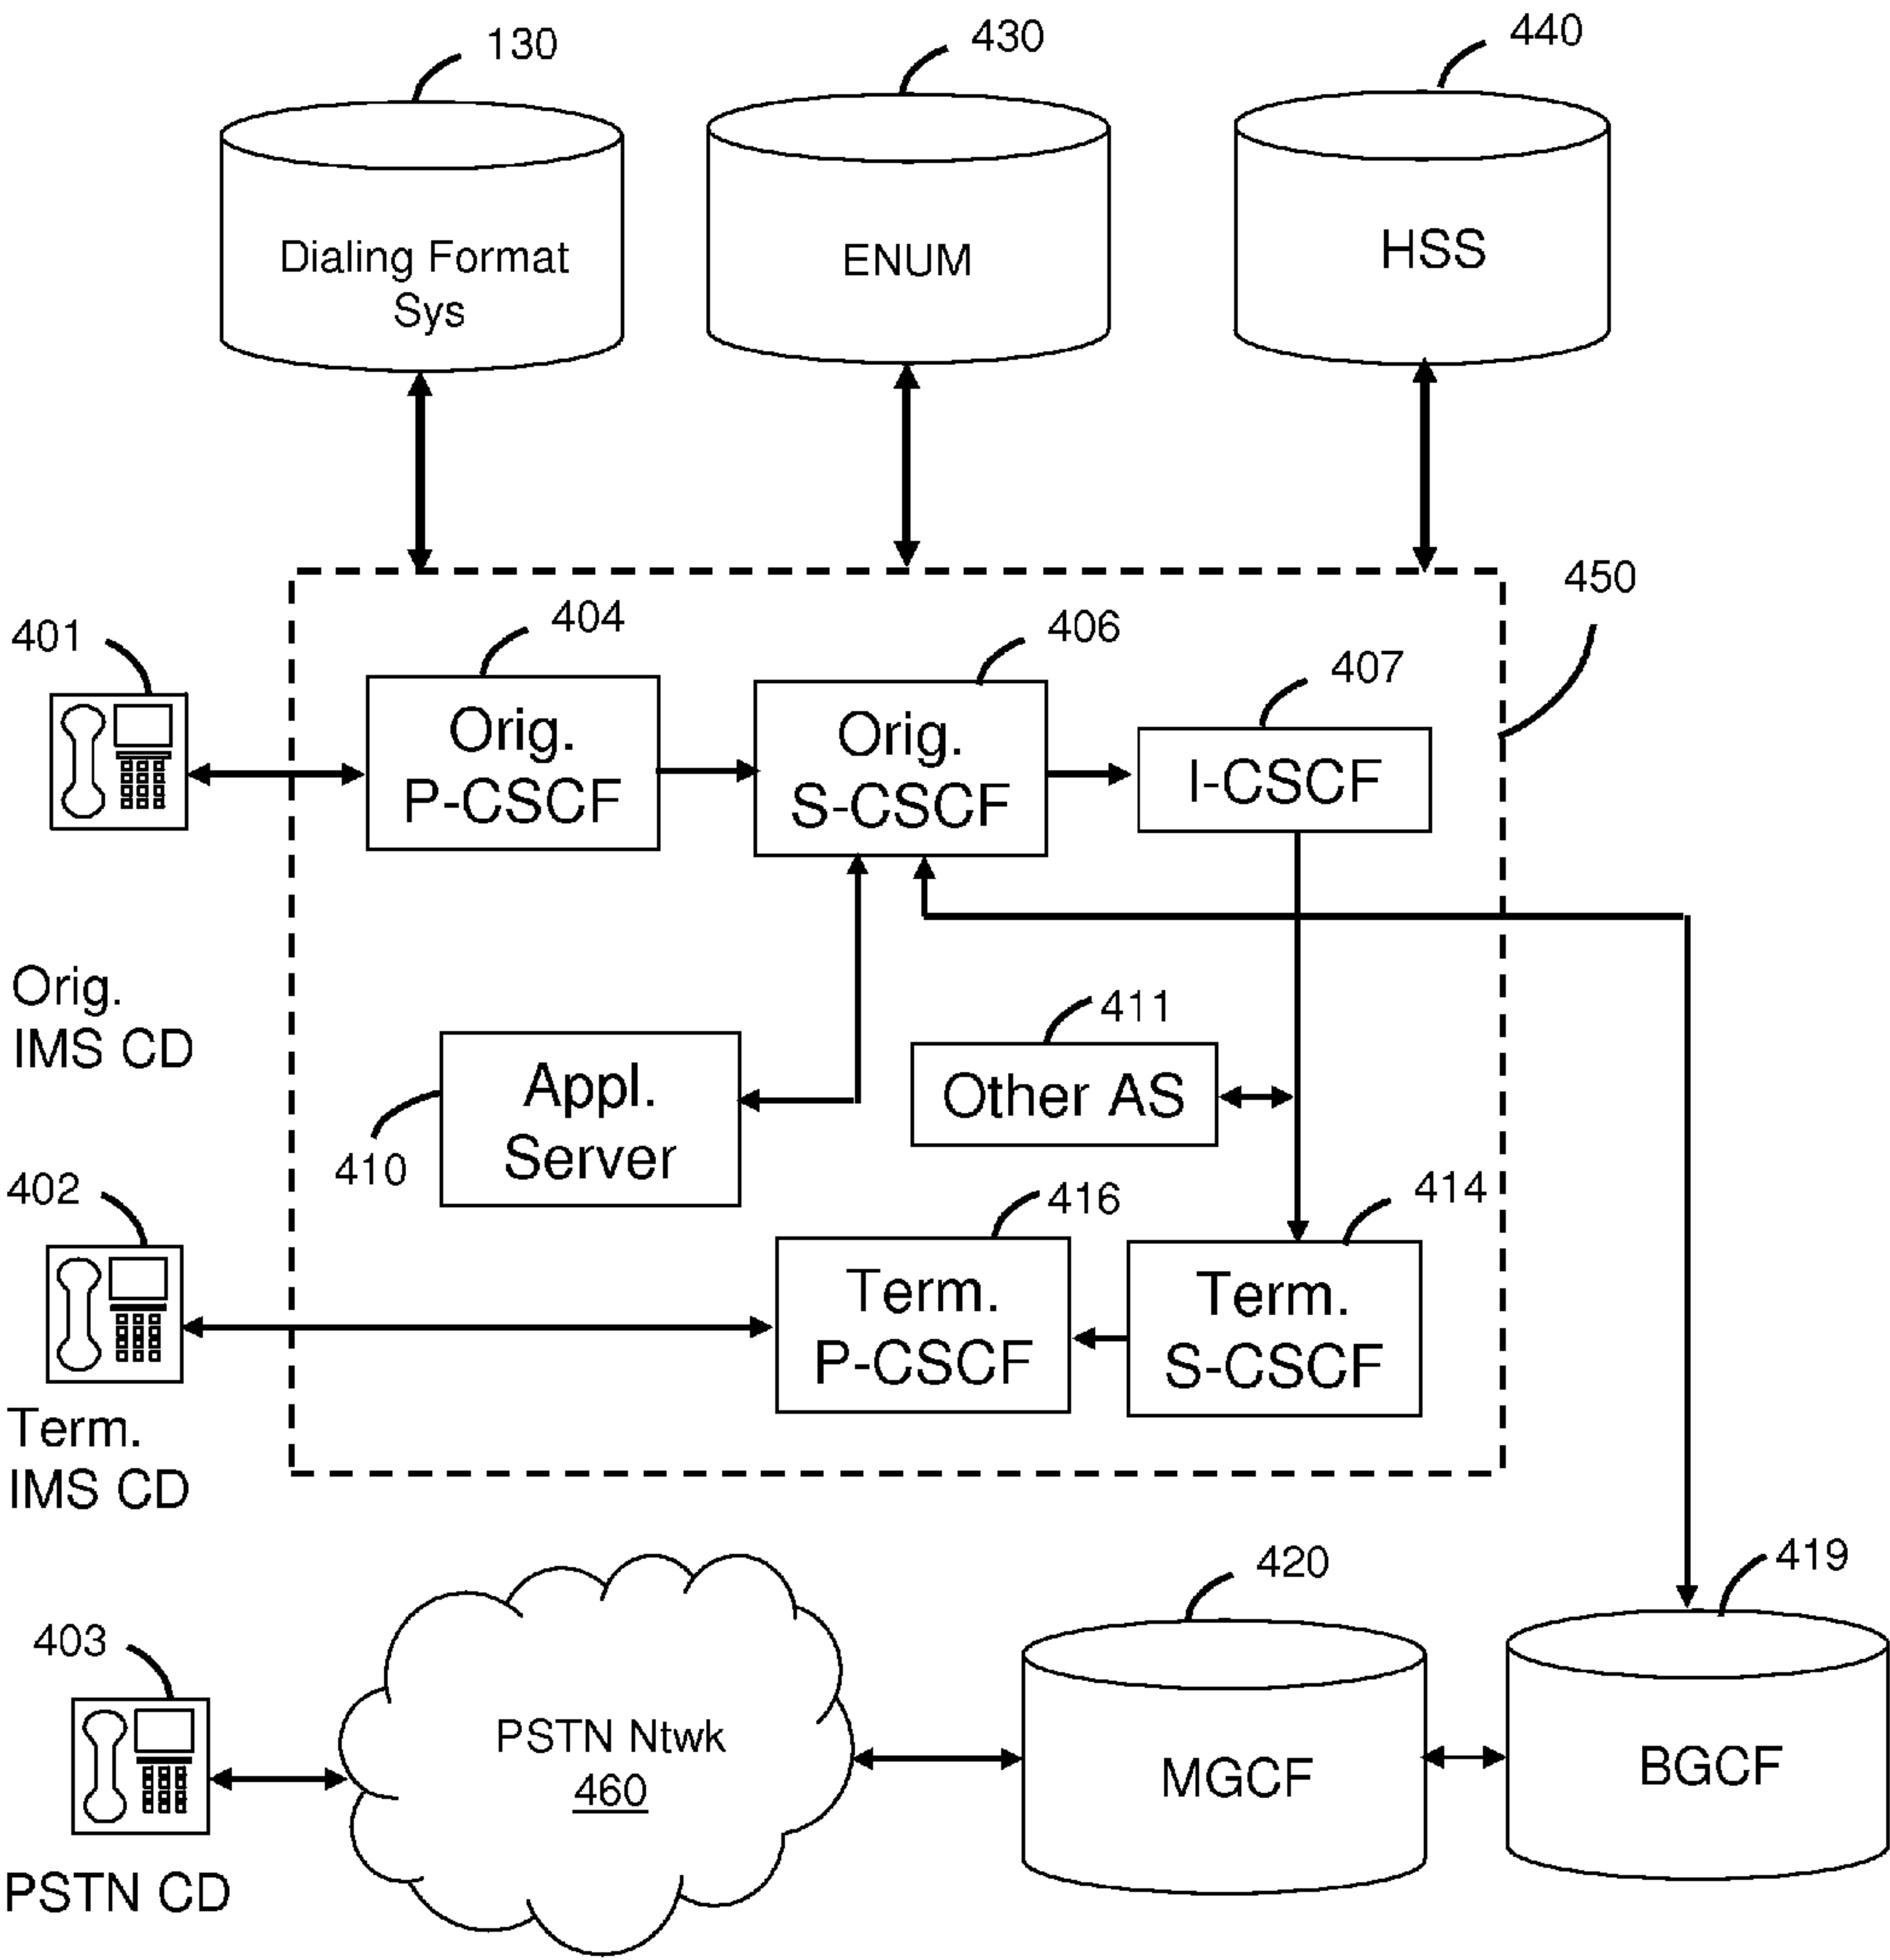 130
430
440
Dialing Format
Sys
ENUM
HSS
450
401
404
406
407
Orig.
P-CSCF
Orig.
S-CSCF
I-CSCF
Orig.
IMS CD
411
Other AS
Appl.
Server
410
402
416
414
Term.
P-CSCF
Term.
S-CSCF
Term.
IMS CD
403
420
419
PSTN Ntwk
460
MGCF
BGCF
PSTN CD